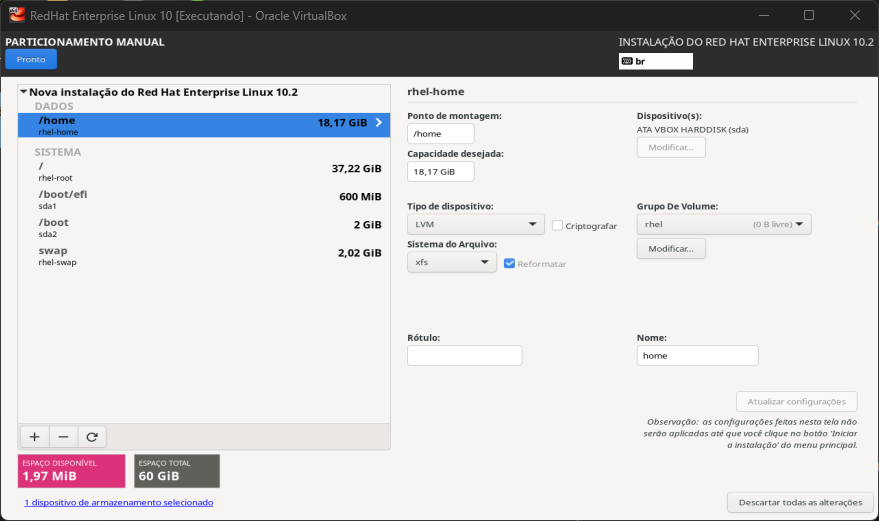 RedHat Enterprise Linux 10 [Executando] - Oracle VirtualBox
PARTICIONAMENTO MANUAL
INSTALAÇÃO DO RED HAT ENTERPRISE LINUX 10.2
Pronto
br
Nova instalação do Red Hat Enterprise Linux 10.2
DADOS
/home
rhel-home
18,17 GiB
SISTEMA
/
rhel-root
37,22 GiB
/boot/efi
sda1
600 MiB
/boot
sda2
2 GiB
swap
rhel-swap
2,02 GiB
rhel-home
Ponto de montagem:
/home
Dispositivo(s):
ATA VBOX HARDDISK (sda)
Modificar...
Capacidade desejada:
18,17 GiB
Tipo de dispositivo:
LVM
Criptografar
Grupo De Volume:
rhel (0 B livre)
Modificar...
Sistema do Arquivo:
xfs
Reformatar
Rótulo:
Nome:
home
Atualizar configurações
Observação: as configurações feitas nesta tela não
serão aplicadas até que você clique no botão 'Iniciar
a instalação' do menu principal.
ESPAÇO DISPONÍVEL
1,97 MiB
ESPAÇO TOTAL
60 GiB
1 dispositivo de armazenamento selecionado
Descartar todas as alterações